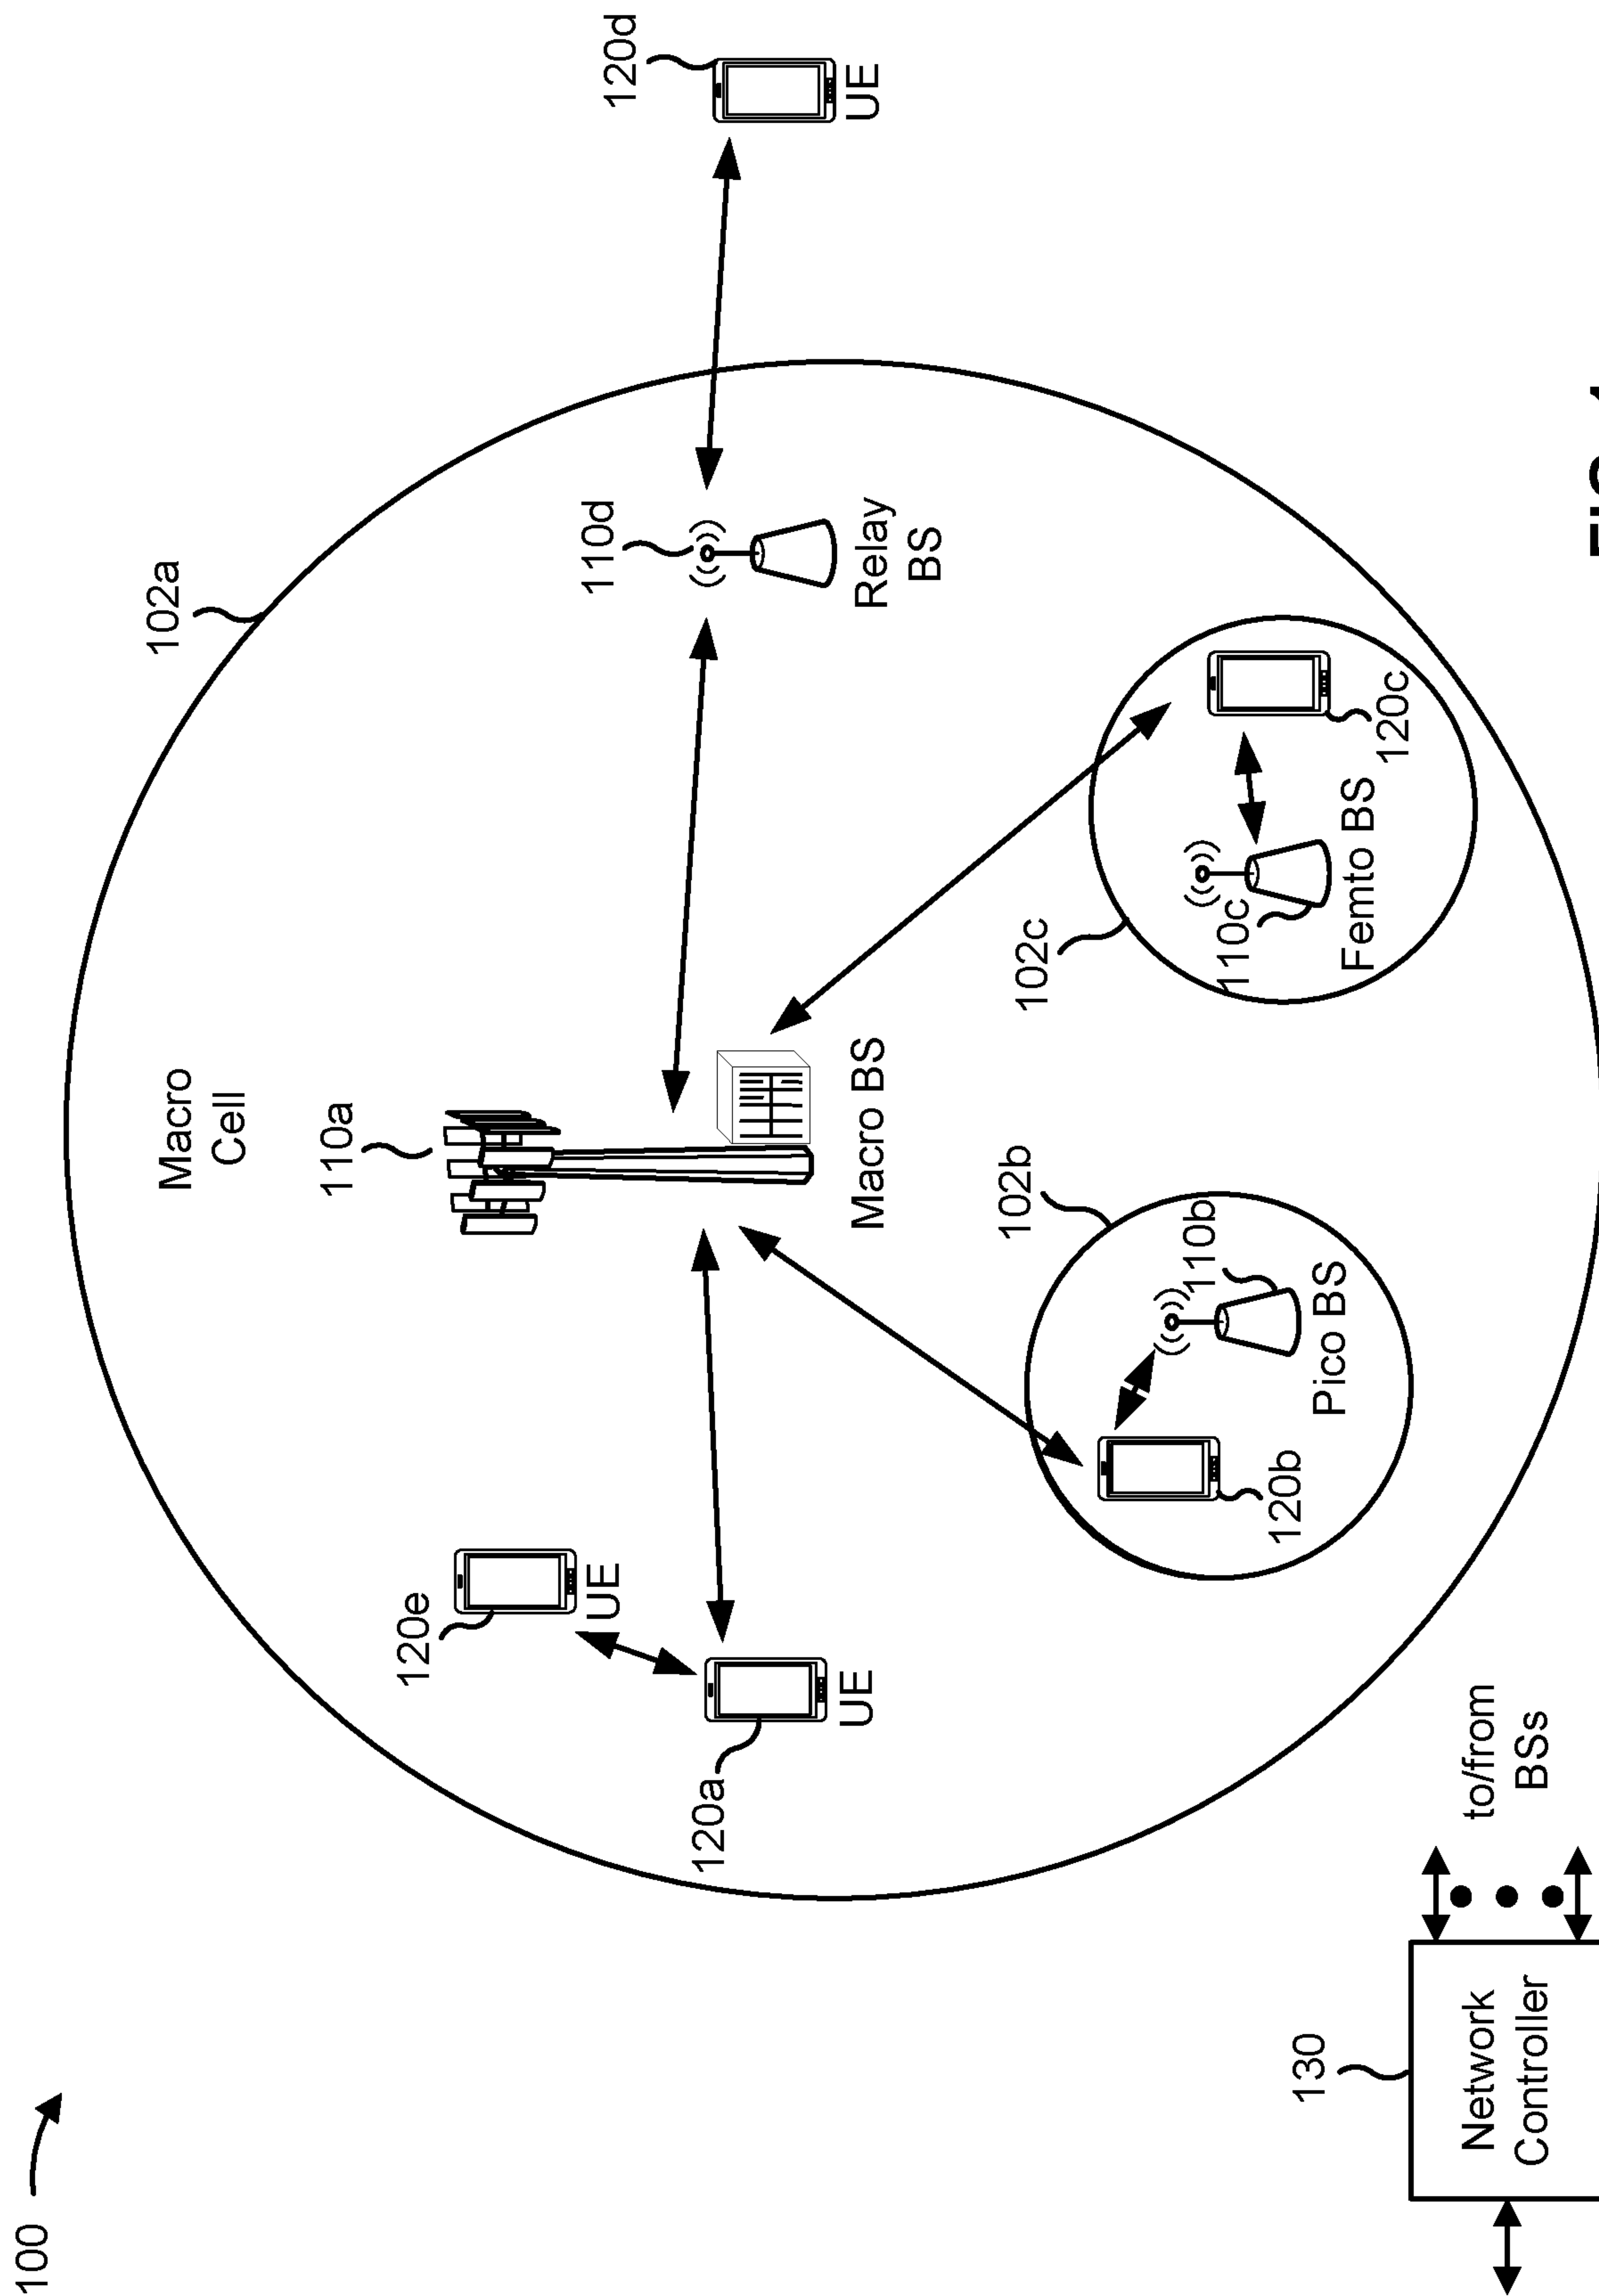 100
102a
Macro
Cell
110a
120d
UE
110d
Relay
BS
120e
UE
120a
UE
Macro BS
102b
110b
Pico BS
120b
102c
110c
Femto BS
120c
130
Network
Controller
to/from
BSs